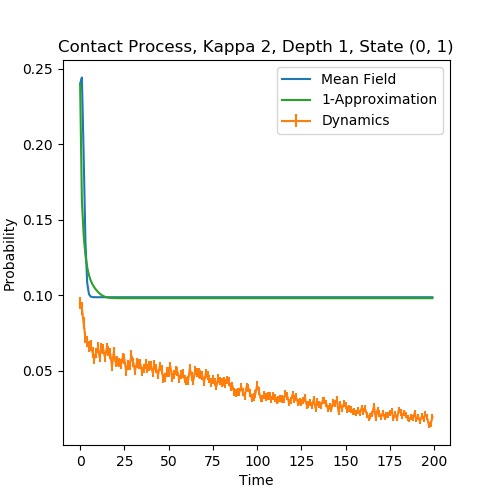 Contact Process, Kappa 2, Depth 1, State (0, 1)
Mean Field
1-Approximation
Dynamics
0.25
0.20
0.15
0.10
0.05
Probability
0 25 50 75 100 125 150 175 200
Time